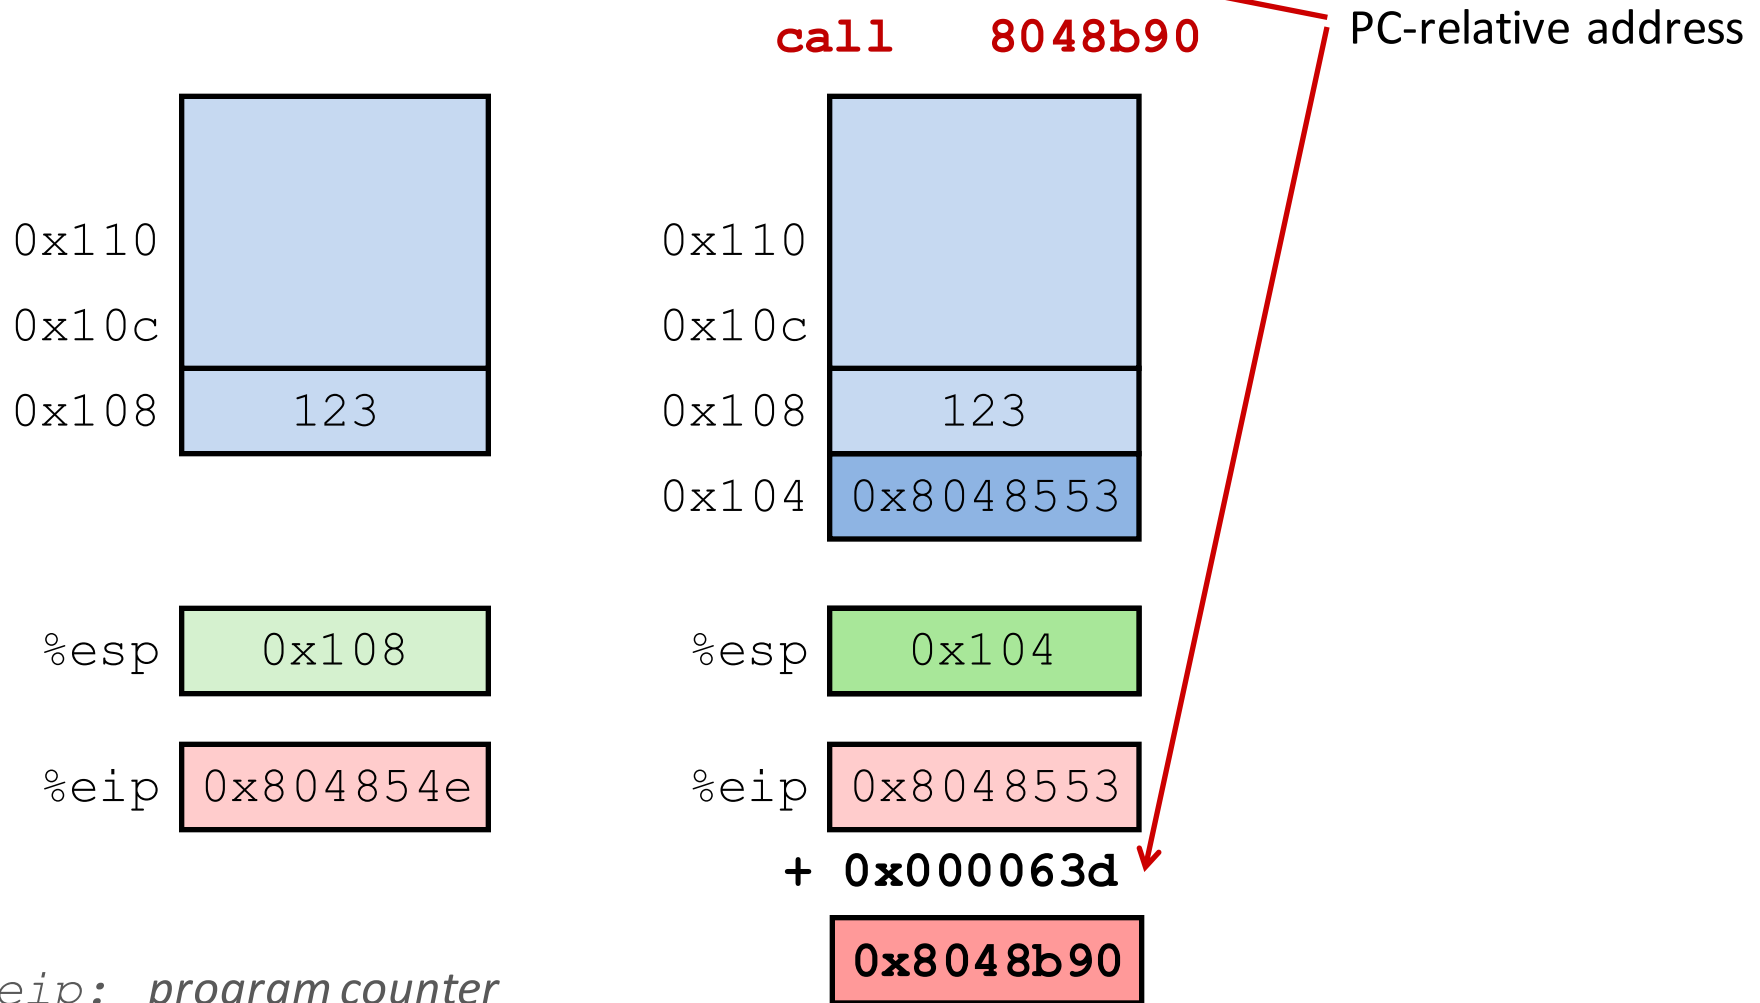 call 8048b90
PC-relative address
0x110
0x10c
0x108 123
%esp 0x108
%eip 0x804854e
0x110
0x10c
0x108 123
0x104 0x8048553
%esp 0x104
%eip 0x8048553
+ 0x000063d
0x8048b90
eip: program counter